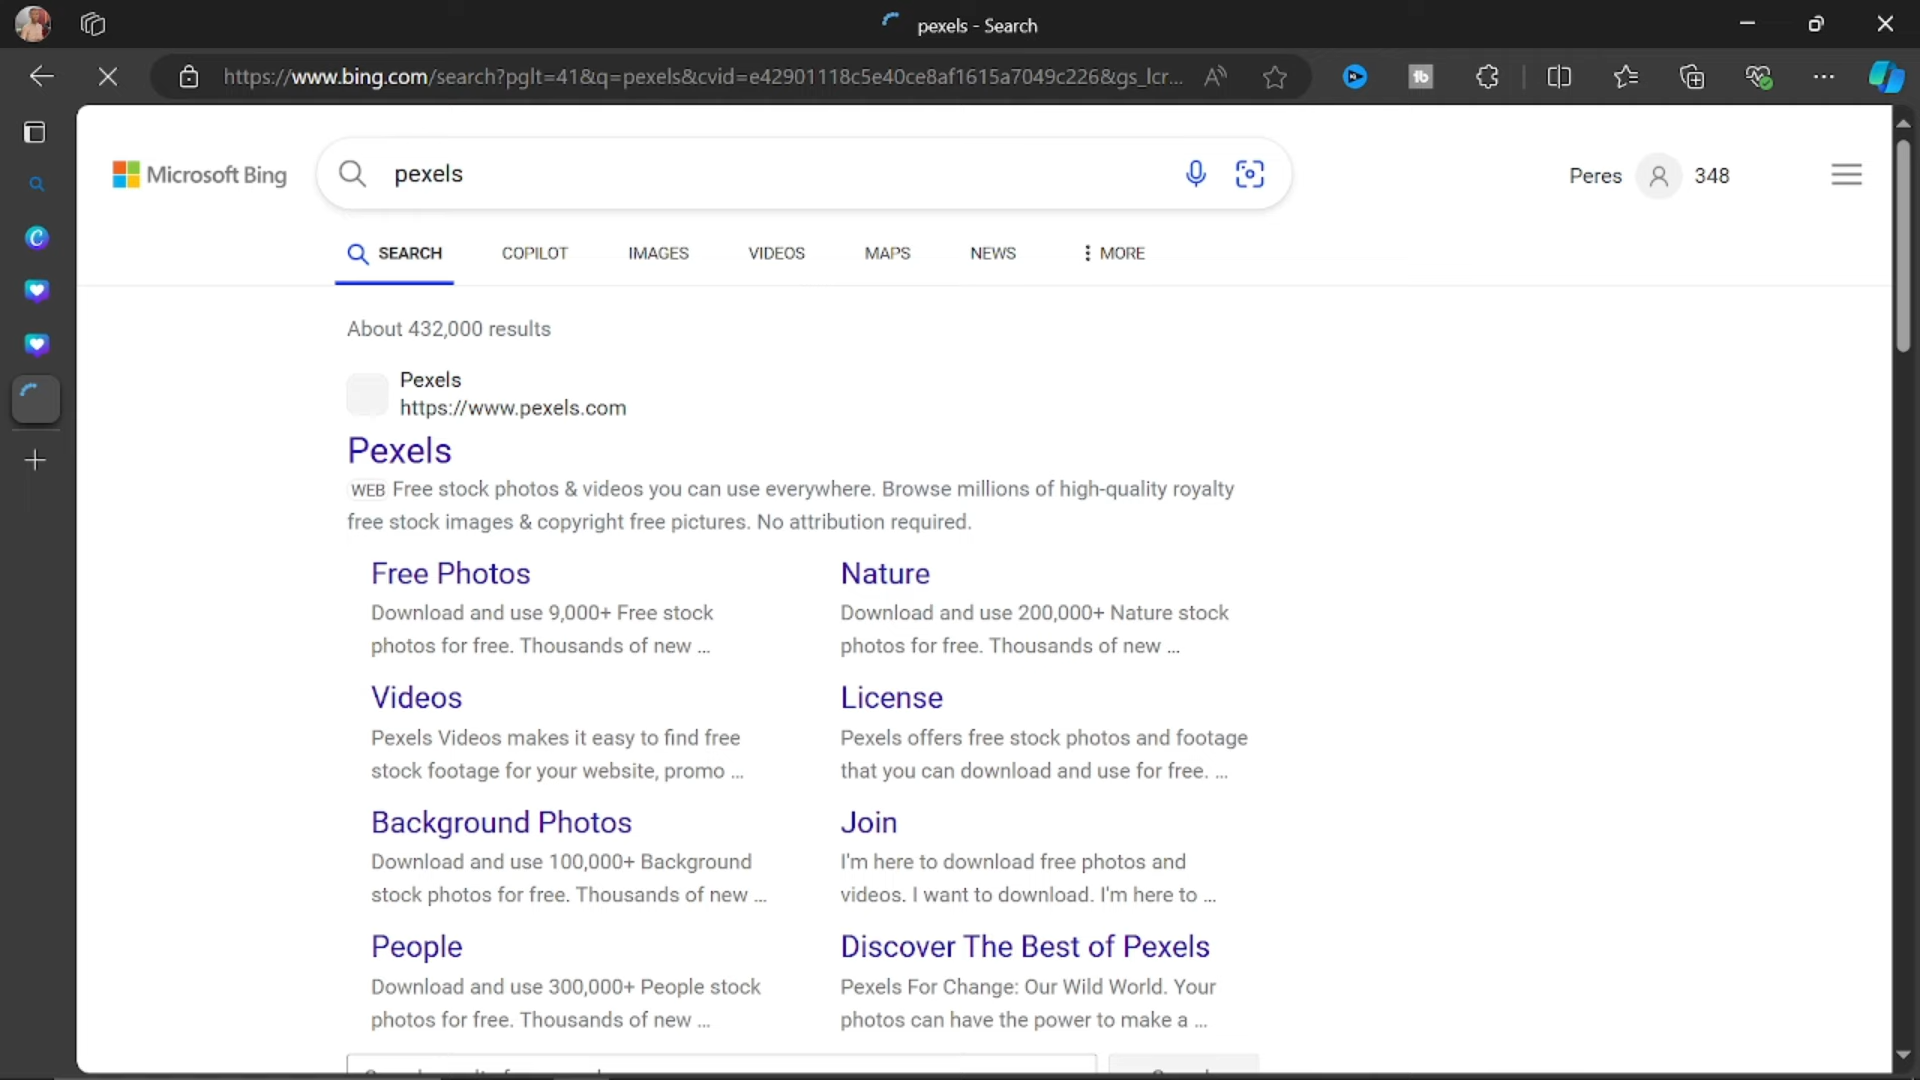 pexels - Search
https://www.bing.com/search?pglt=41&q=pexels&cvid=e42901118c5e40ce8af1615a7049c226&gs_lcr...
Microsoft Bing
pexels
Peres
348
SEARCH
COPILOT
IMAGES
VIDEOS
MAPS
NEWS
MORE
About 432,000 results
Pexels
https://www.pexels.com
Pexels
WEB Free stock photos & videos you can use everywhere. Browse millions of high-quality royalty
free stock images & copyright free pictures. No attribution required.
Free Photos
Download and use 9,000+ Free stock
photos for free. Thousands of new ...
Nature
Download and use 200,000+ Nature stock
photos for free. Thousands of new ...
Videos
Pexels Videos makes it easy to find free
stock footage for your website, promo ...
License
Pexels offers free stock photos and footage
that you can download and use for free. ...
Background Photos
Download and use 100,000+ Background
stock photos for free. Thousands of new ...
Join
I'm here to download free photos and
videos. I want to download. I'm here to ...
People
Download and use 300,000+ People stock
photos for free. Thousands of new ...
Discover The Best of Pexels
Pexels For Change: Our Wild World. Your
photos can have the power to make a ...